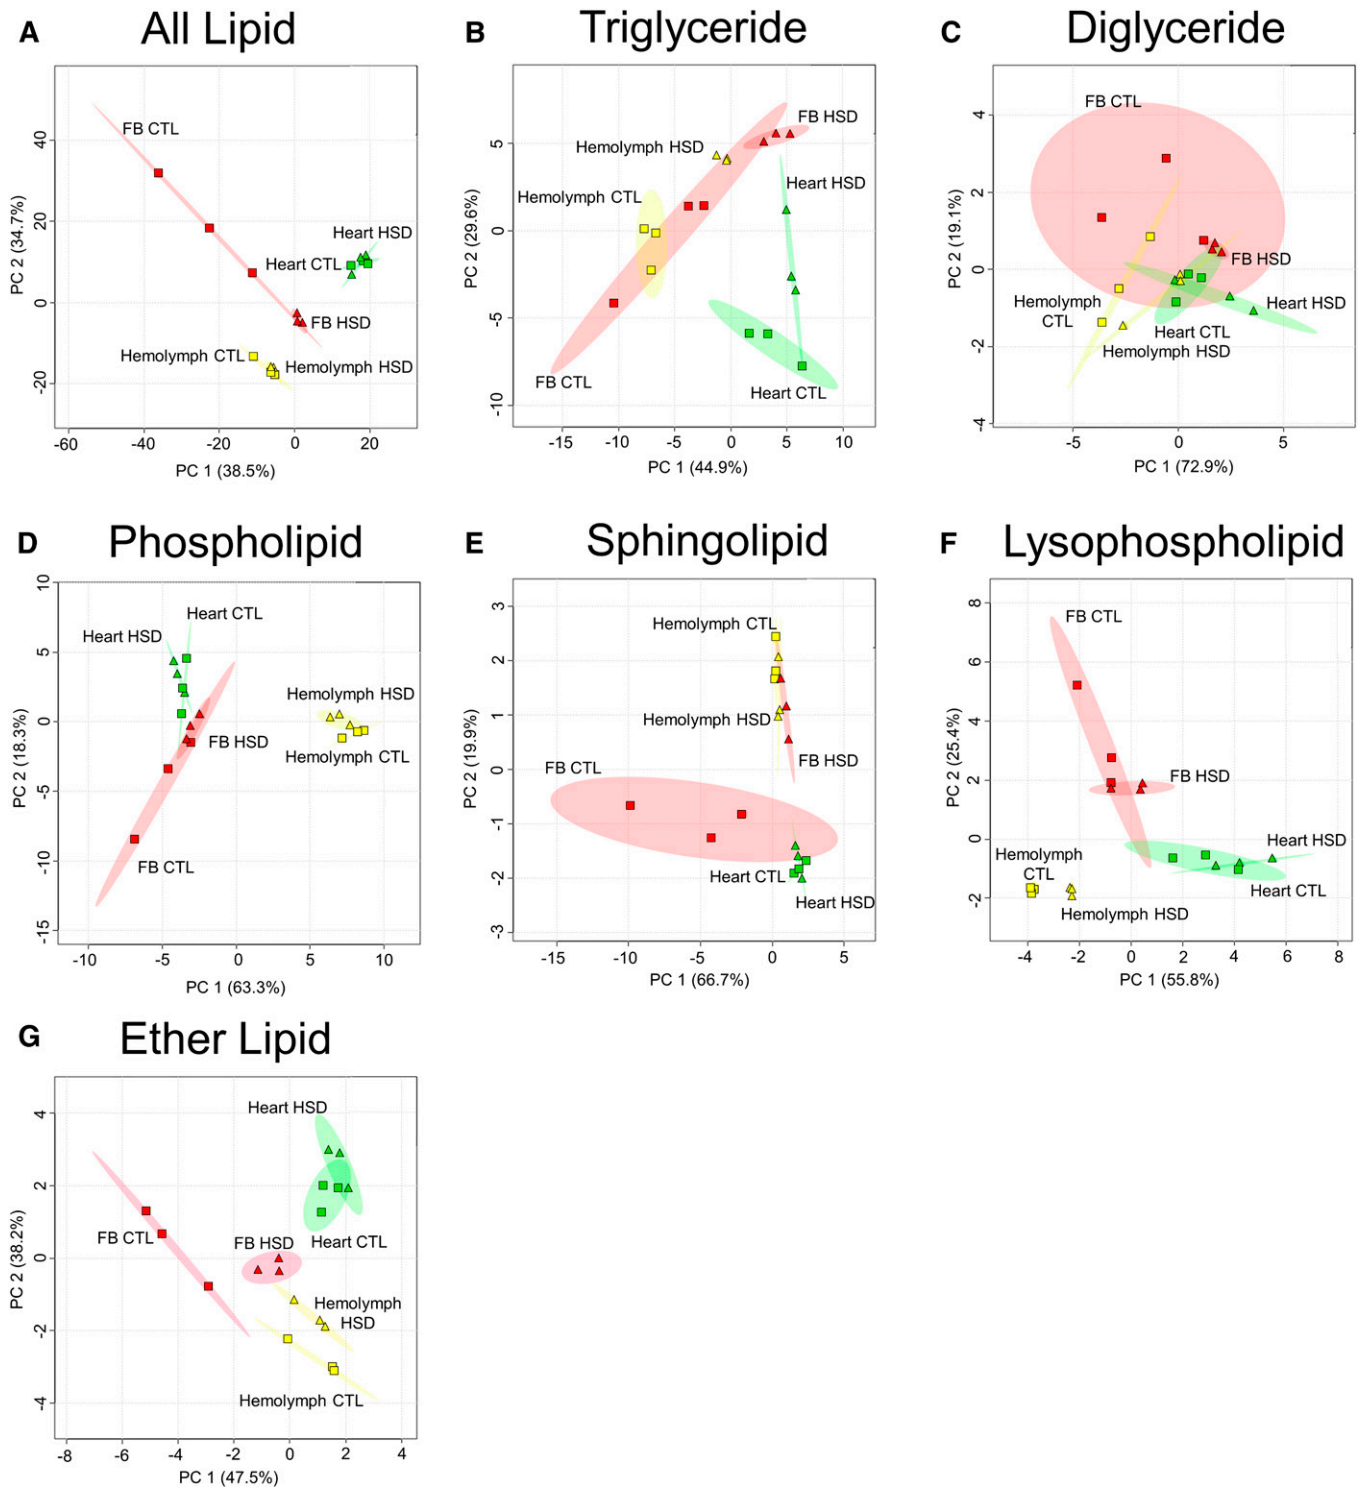 A All Lipid
FB CTL
Heart HSD
Heart CTL
FB HSD
Hemolymph CTL
Hemolymph HSD
PC 2 (34.7%)
40
20
0
-20
-60 -40 -20 0 20
PC 1 (38.5%)
B Triglyceride
FB HSD
Hemolymph HSD
Heart HSD
Hemolymph CTL
FB CTL
Heart CTL
PC 2 (29.6%)
5
0
-5
-10
-15 -10 -5 0 5 10
PC 1 (44.9%)
C Diglyceride
FB CTL
FB HSD
Hemolymph
CTL
Heart HSD
Heart CTL
Hemolymph HSD
PC 2 (19.1%)
4
2
0
-2
-4
-5 0 5
PC 1 (72.9%)
D Phospholipid
Heart CTL
Heart HSD
Hemolymph HSD
FB HSD
Hemolymph CTL
FB CTL
PC 2 (18.3%)
10
5
0
-5
-10
-15
-10 -5 0 5 10
PC 1 (63.3%)
E Sphingolipid
Hemolymph CTL
Hemolymph HSD
FB CTL
FB HSD
Heart CTL
Heart HSD
PC 2 (19.9%)
3
2
1
0
-1
-2
-3
-15 -10 -5 0 5
PC 1 (66.7%)
F Lysophospholipid
FB CTL
FB HSD
Hemolymph
CTL
Heart HSD
Heart CTL
Hemolymph HSD
PC 2 (25.4%)
8
6
4
2
0
-2
-4 -2 0 2 4 6 8
PC 1 (55.8%)
G Ether Lipid
Heart HSD
FB CTL
FB HSD
Heart CTL
Hemolymph
HSD
Hemolymph CTL
PC 2 (38.2%)
4
2
0
-2
-4
-8 -6 -4 -2 0 2 4
PC 1 (47.5%)